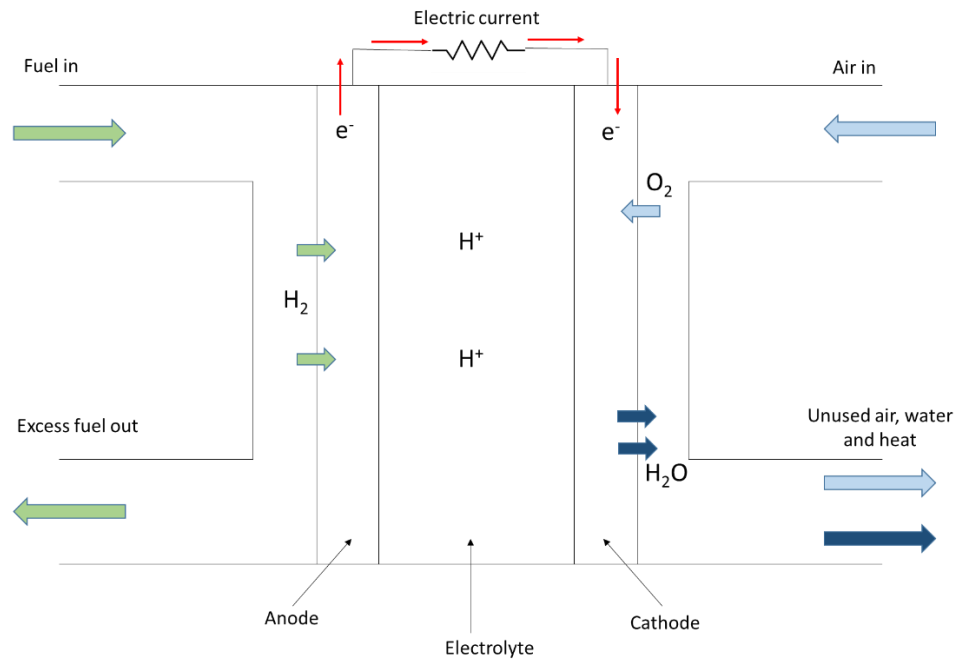 Electric current
Fuel in
Air in
e⁻
e⁻
O₂
H⁺
H₂
H⁺
Excess fuel out
Unused air, water
and heat
H₂O
Anode
Cathode
Electrolyte